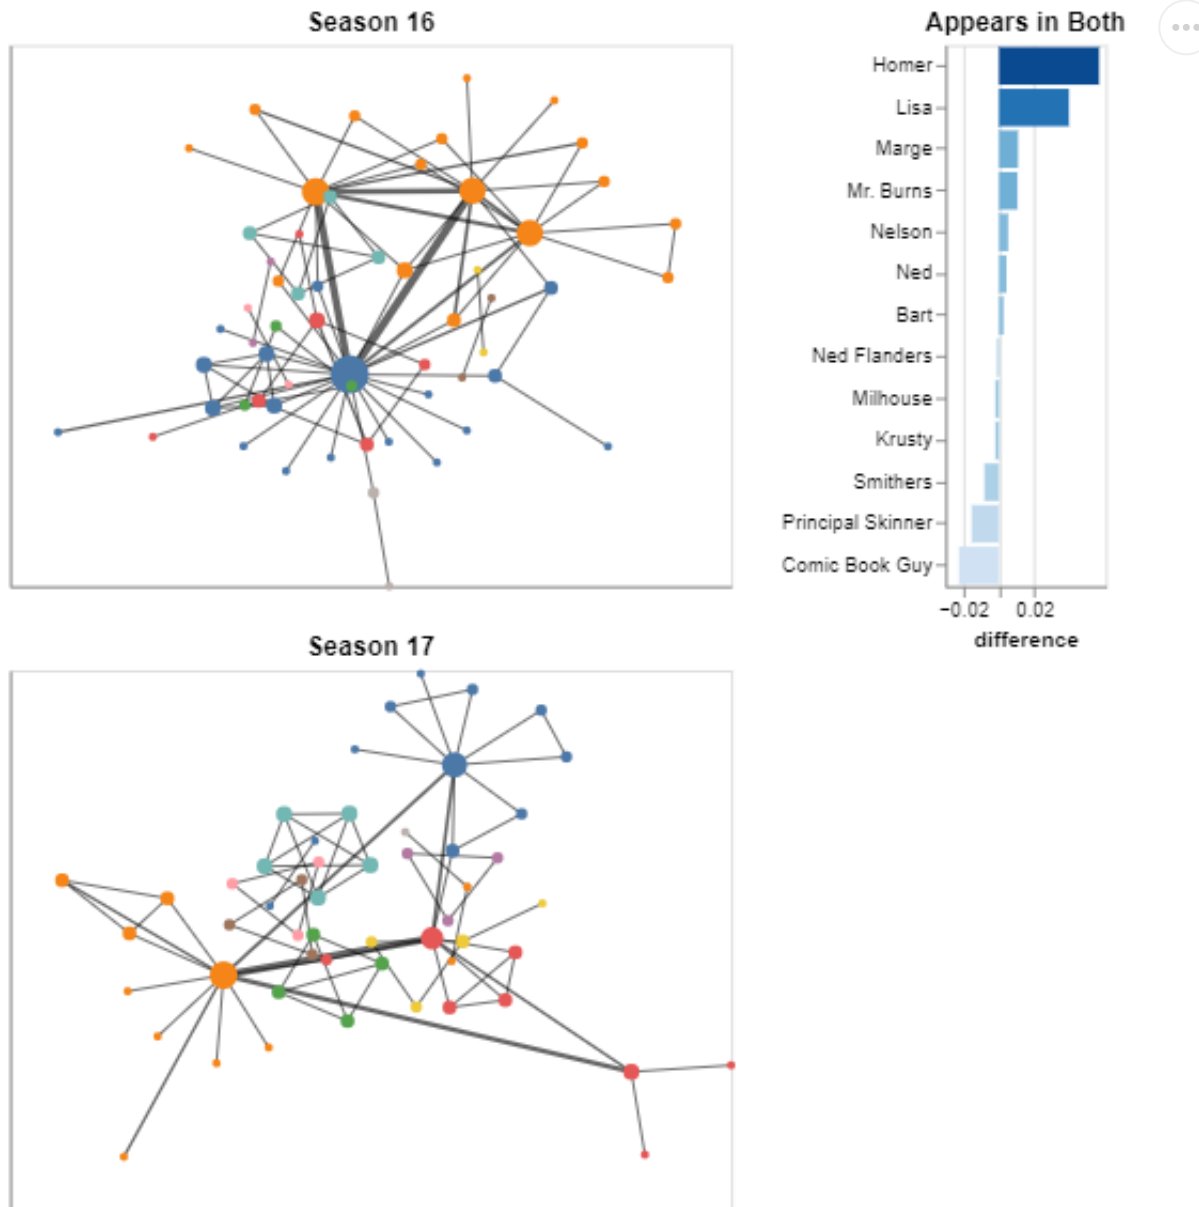 Season 16
Appears in Both
Homer
Lisa
Marge
Mr. Burns
Nelson
Ned
Bart
Ned Flanders
Milhouse
Krusty
Smithers
Principal Skinner
Comic Book Guy
−0.02 0.02
difference
Season 17